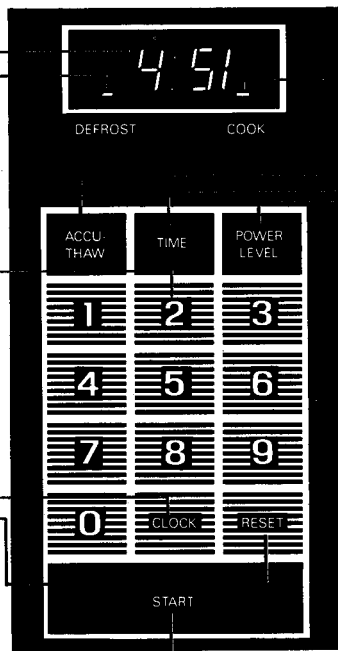 4:51
DEFROST COOK
ACCU-
THAW
TIME
POWER
LEVEL
1 2 3
4 5 6
7 8 9
0 CLOCK RESET
START